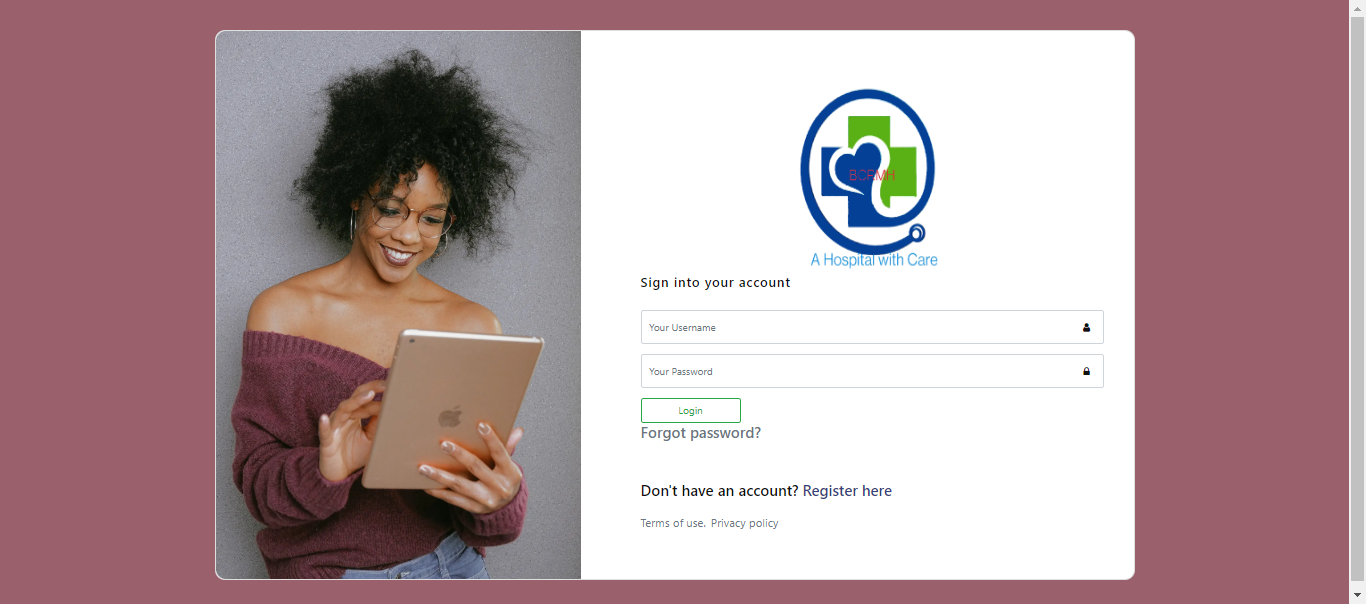 BCRMH
A Hospital with Care
Sign into your account
Your Username
Your Password
Login
Forgot password?
Don't have an account? Register here
Terms of use. Privacy policy